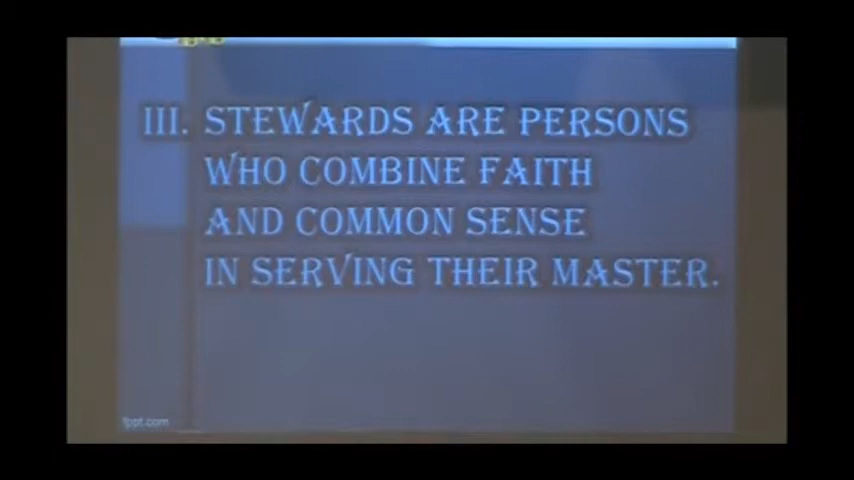 III. STEWARDS ARE PERSONS
WHO COMBINE FAITH
AND COMMON SENSE
IN SERVING THEIR MASTER.
fppt.com